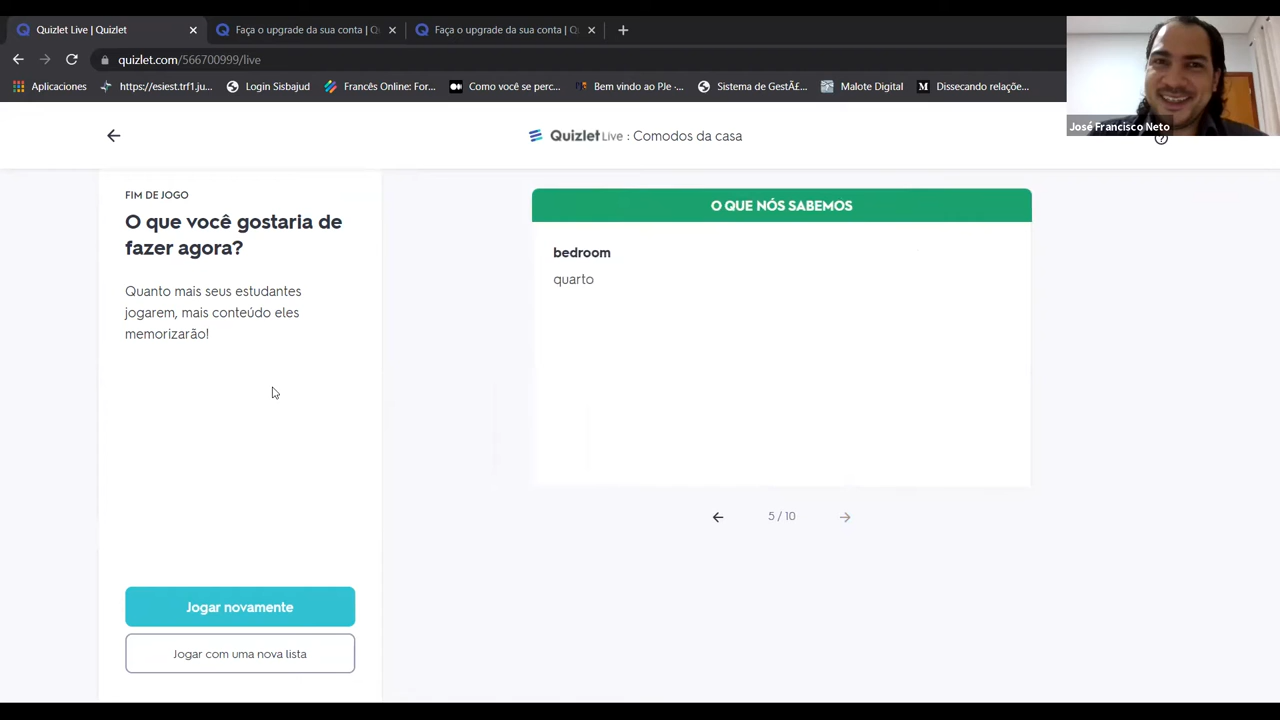 Quizlet Live | Quizlet
Faça o upgrade da sua conta | Q
Faça o upgrade da sua conta | Q
quizlet.com/566700999/live
Aplicaciones
https://esiest.trf1.ju...
Login Sisbajud
Francês Online: For...
Como você se perc...
Bem vindo ao PJe -...
Sistema de GestÃ£...
Malote Digital
Dissecando relaçõe...
José Francisco Neto
Quizlet Live : Comodos da casa
FIM DE JOGO
O que você gostaria de
fazer agora?
Quanto mais seus estudantes
jogarem, mais conteúdo eles
memorizarão!
Jogar novamente
Jogar com uma nova lista
O QUE NÓS SABEMOS
bedroom
quarto
5 / 10